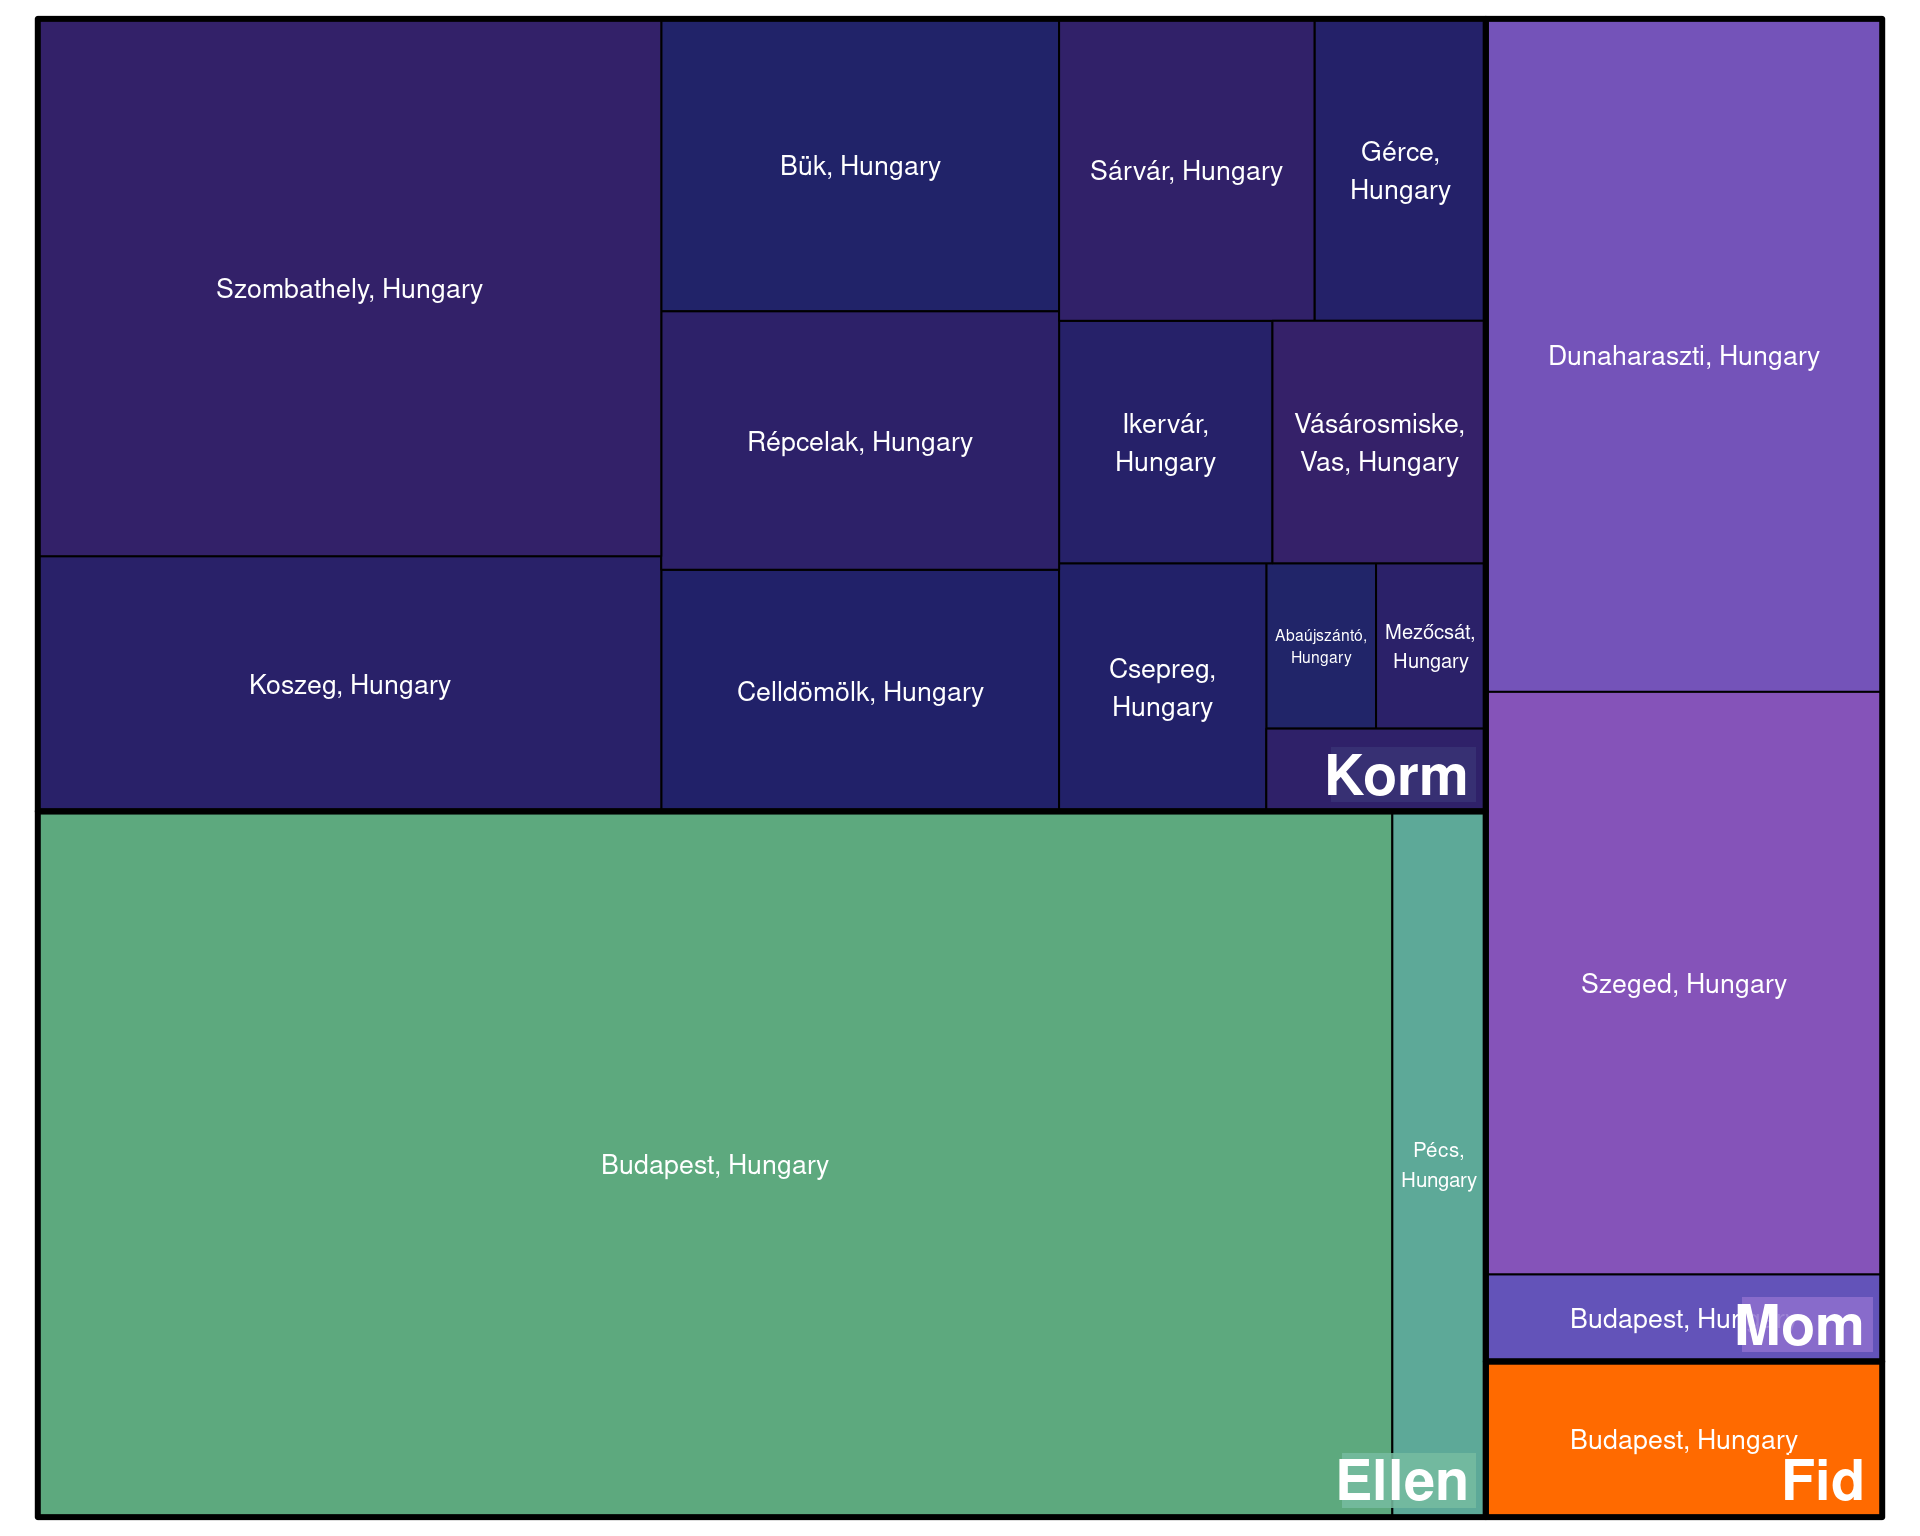 Szombathely, Hungary
Koszeg, Hungary
Bük, Hungary
Répcelak, Hungary
Celldömölk, Hungary
Sárvár, Hungary
Gérce,
Hungary
Ikervár,
Hungary
Vásárosmiske,
Vas, Hungary
Csepreg,
Hungary
Abaújszántó,
Hungary
Mezőcsát,
Hungary
Korm
Budapest, Hungary
Pécs,
Hungary
Ellen
Dunaharaszti, Hungary
Szeged, Hungary
Budapest,
Mom
Budapest, Hungary
Fid